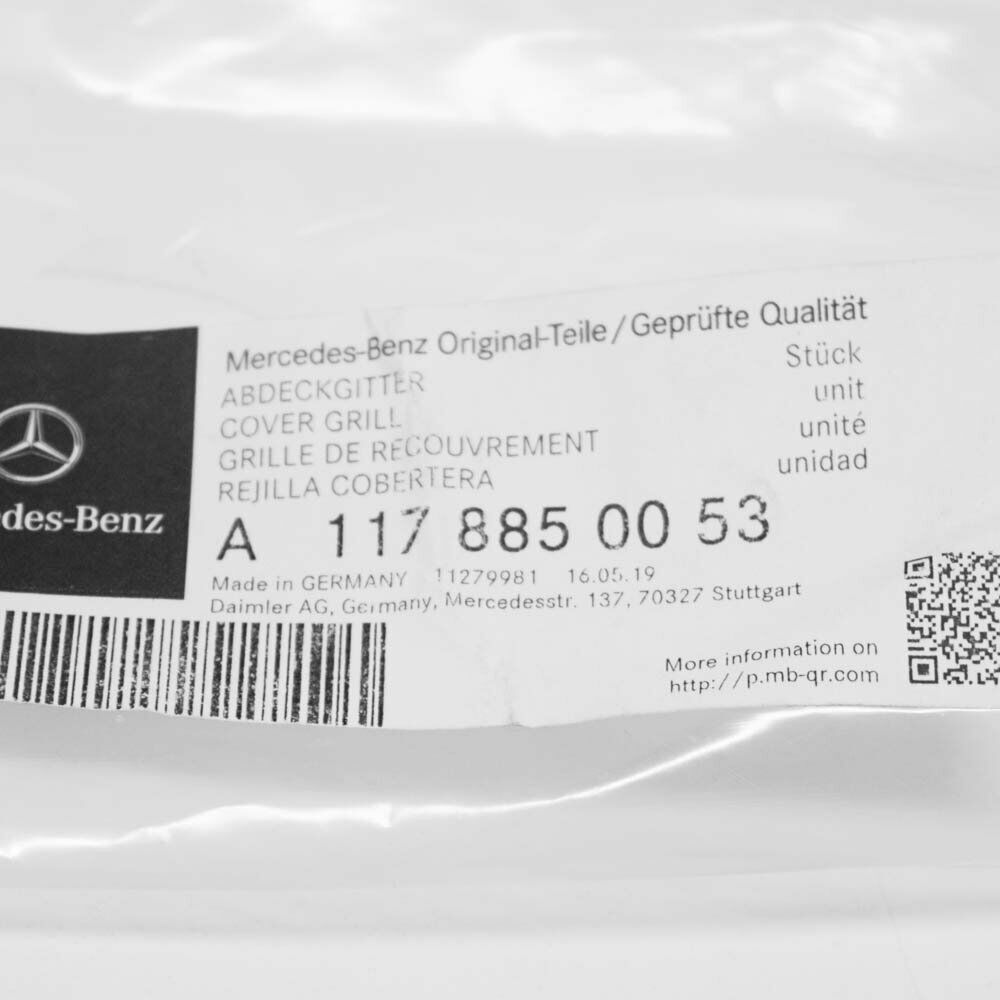 Mercedes-Benz Original-Teile/Geprüfte Qualität
ABDECKGITTER Stück
COVER GRILL unit
GRILLE DE RECOUVREMENT unité
REJILLA COBERTERA unidad
des-Benz
A 117 885 00 53
Made in GERMANY 11279981 16.05.19
Daimler AG, Germany, Mercedesstr. 137, 70327 Stuttgart
More information on
http://p.mb-qr.com